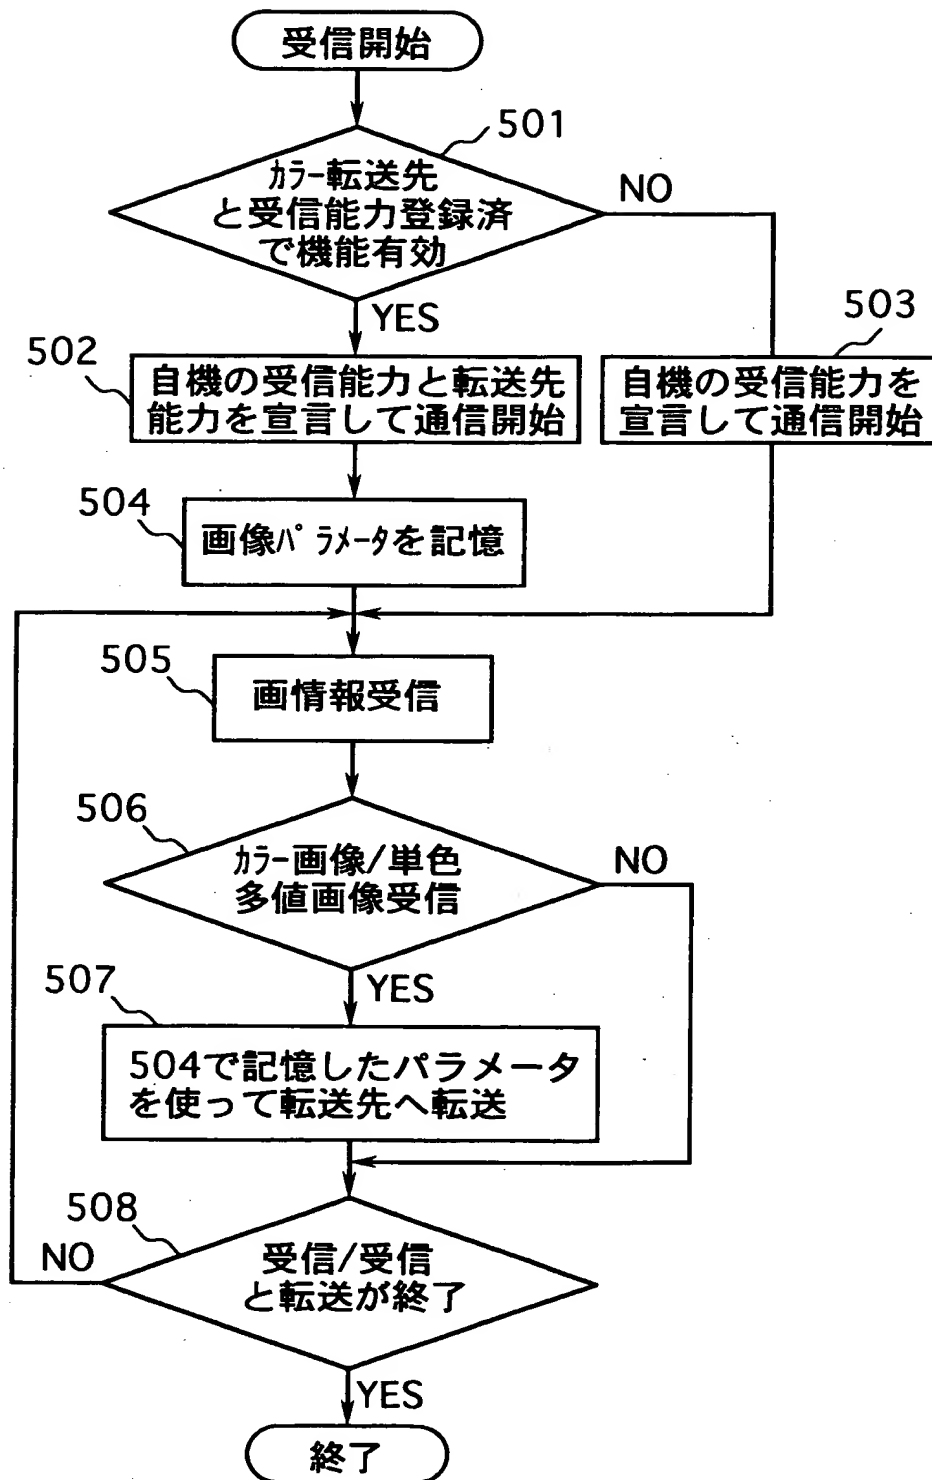 受信開始
501
カラー転送先
と受信能力登録済
で機能有効
NO
YES
502
自機の受信能力と転送先
能力を宣言して通信開始
503
自機の受信能力を
宣言して通信開始
504
画像パラメータを記憶
505
画情報受信
506
カラー画像/単色
多値画像受信
NO
YES
507
504で記憶したパラメータ
を使って転送先へ転送
508
受信/受信
と転送が終了
NO
YES
終了